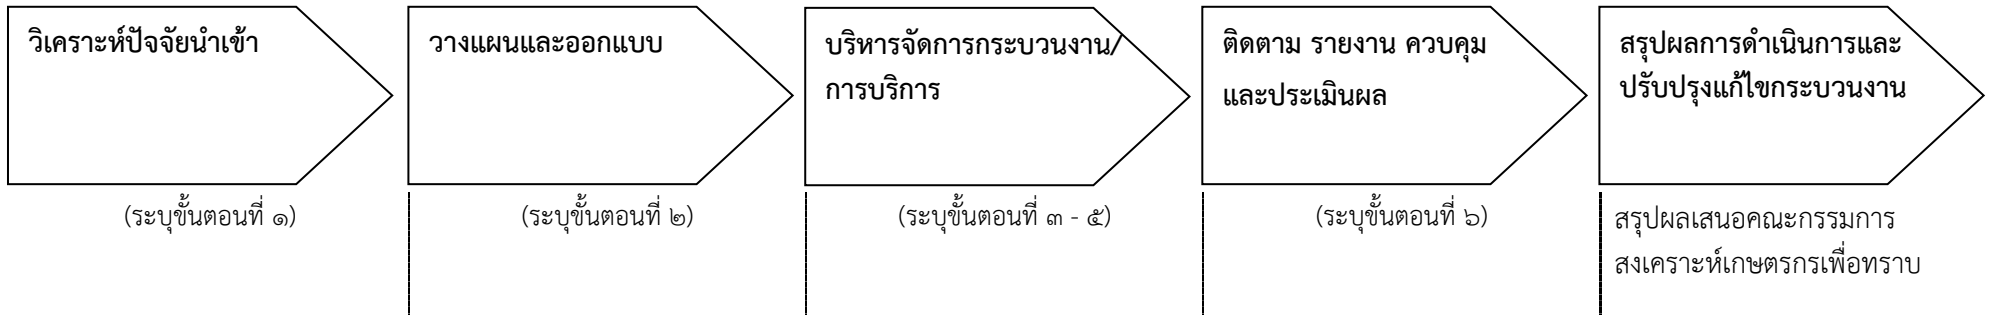 วิเคราะห์ปัจจัยนำเข้า
(ระบุขั้นตอนที่ ๑)
วางแผนและออกแบบ
(ระบุขั้นตอนที่ ๒)
บริหารจัดการกระบวนงาน/
การบริการ
(ระบุขั้นตอนที่ ๓ - ๕)
ติดตาม รายงาน ควบคุม
และประเมินผล
(ระบุขั้นตอนที่ ๖)
สรุปผลการดำเนินการและ
ปรับปรุงแก้ไขกระบวนงาน
สรุปผลเสนอคณะกรรมการ
สงเคราะห์เกษตรกรเพื่อทราบ